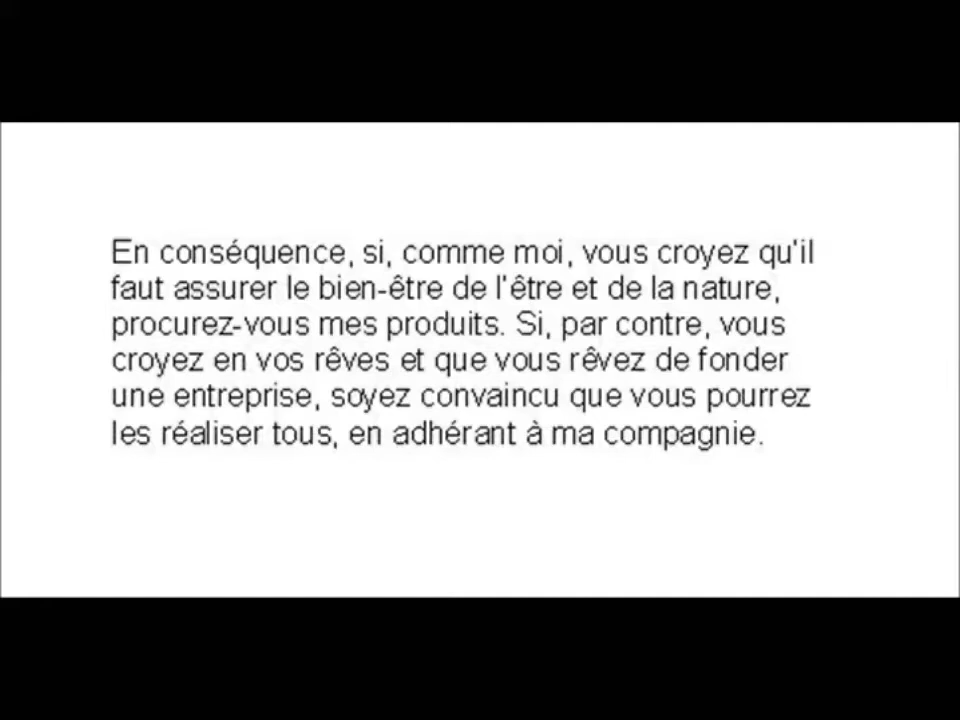 En conséquence, si, comme moi, vous croyez qu'il
faut assurer le bien-être de l'être et de la nature,
procurez-vous mes produits. Si, par contre, vous
croyez en vos rêves et que vous rêvez de fonder
une entreprise, soyez convaincu que vous pourrez
les réaliser tous, en adhérant à ma compagnie.